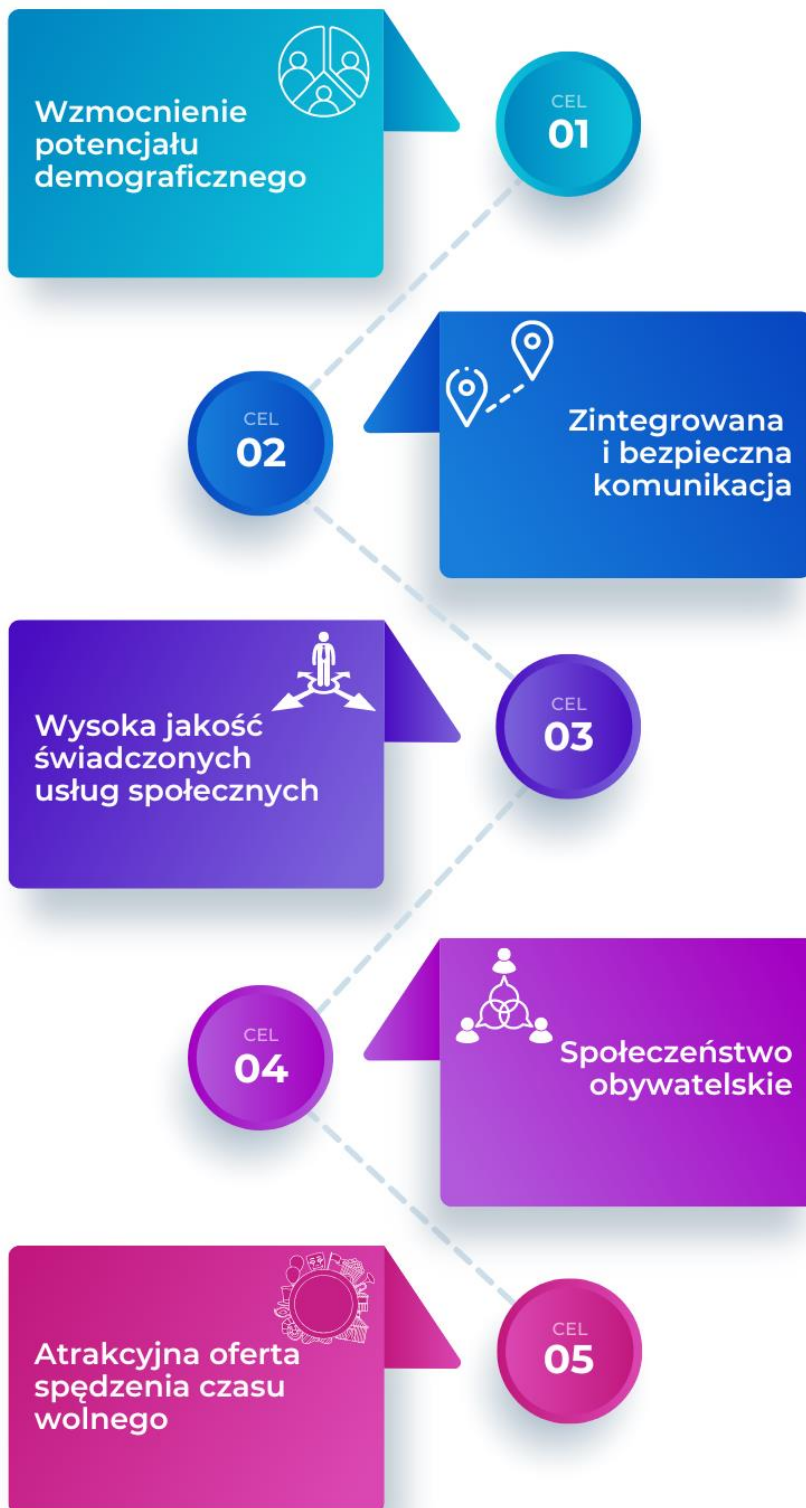 Wzmocnienie
potencjału
demograficznego
CEL
01
CEL
02
Zintegrowana
i bezpieczna
komunikacja
Wysoka jakość
świadczonych
usług społecznych
CEL
03
CEL
04
Społeczeństwo
obywatelskie
Atrakcyjna oferta
spędzenia czasu
wolnego
CEL
05